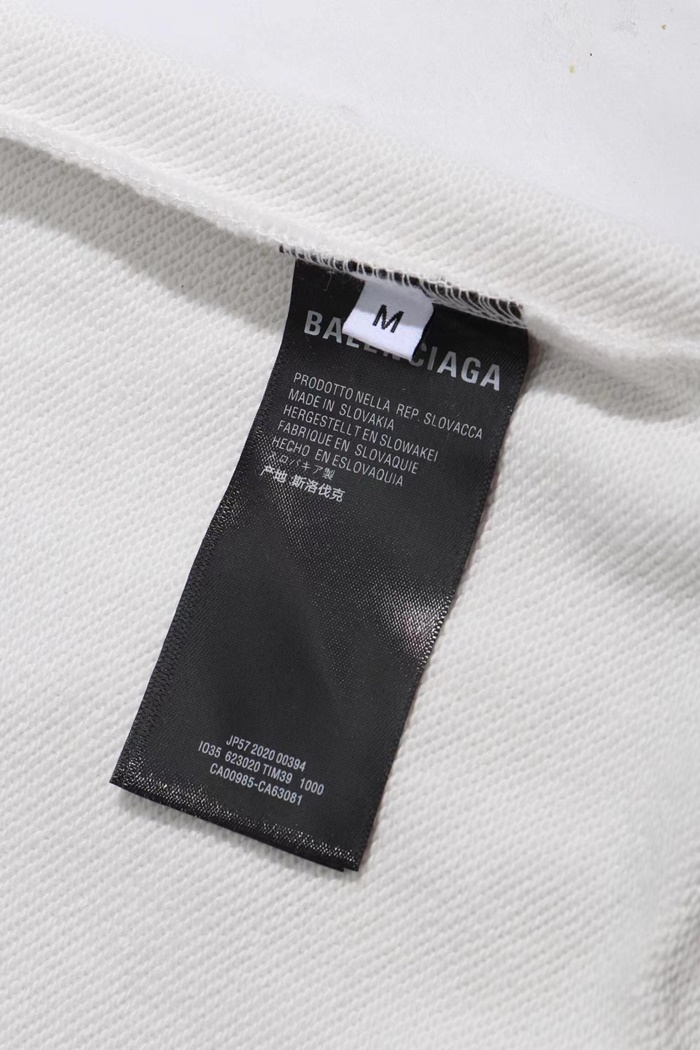 M
BALENCIAGA
PRODOTTO NELLA REP. SLOVACCA
MADE IN SLOVAKIA
HERGESTELLT EN SLOWAKEI
FABRIQUE EN SLOVAQUIE
HECHO EN ESLOVAQUIA
スロバキア製
产地 斯洛伐克
JP57 2020 00394
IO35 623020 TIM39 1000
CA00985-CA63081